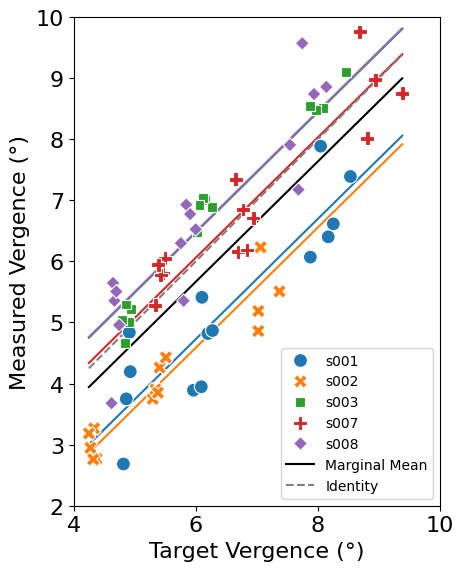 10
9
8
7
6
5
4
3
2
Measured Vergence (°)
s001
s002
s003
s007
s008
Marginal Mean
Identity
4
6
8
10
Target Vergence (°)